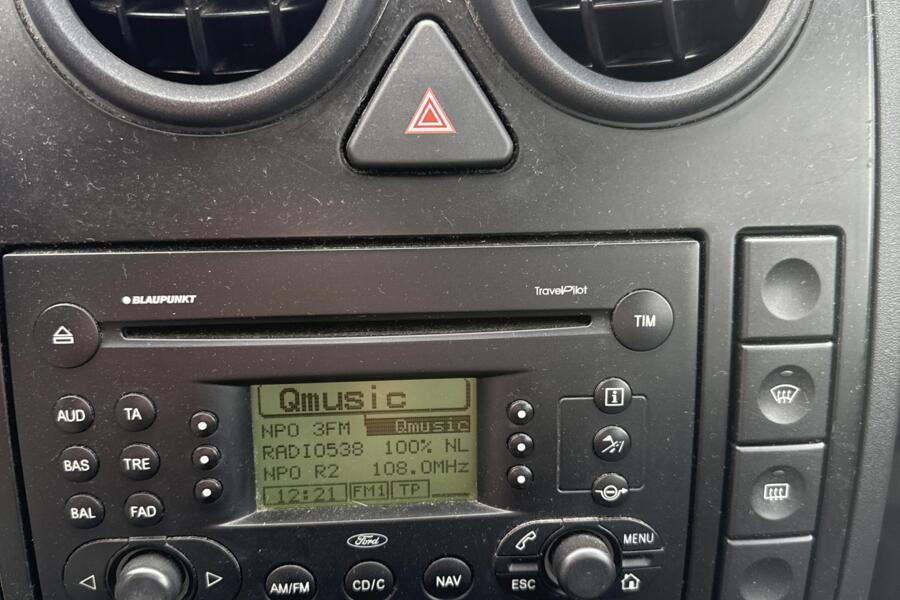 BLAUPUNKT
TravelPilot
TIM
AUD
TA
BAS
TRE
BAL
FAD
Qmusic
NPO 3FM Qmusic
RADIO538 100% NL
NPO R2 108.0MHz
12:21 FM1 TP
i
Ford
MENU
AM/FM
CD/C
NAV
ESC